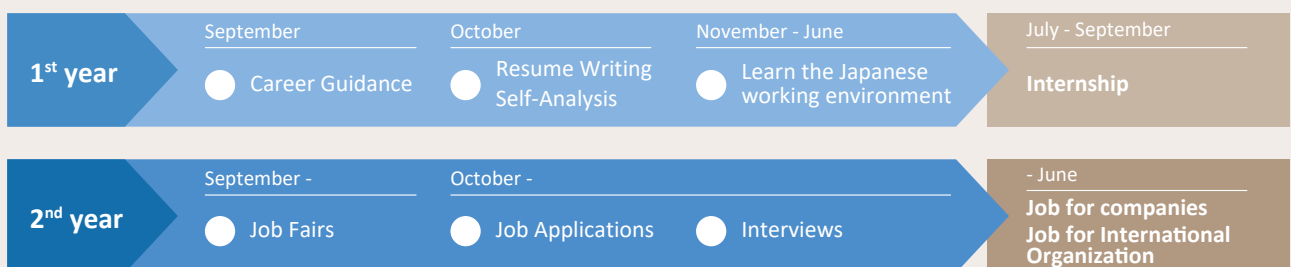 1st year
September
Career Guidance
October
Resume Writing
Self-Analysis
November - June
Learn the Japanese
working environment
July - September
Internship
2nd year
September -
Job Fairs
October -
Job Applications
Interviews
- June
Job for companies
Job for International
Organization